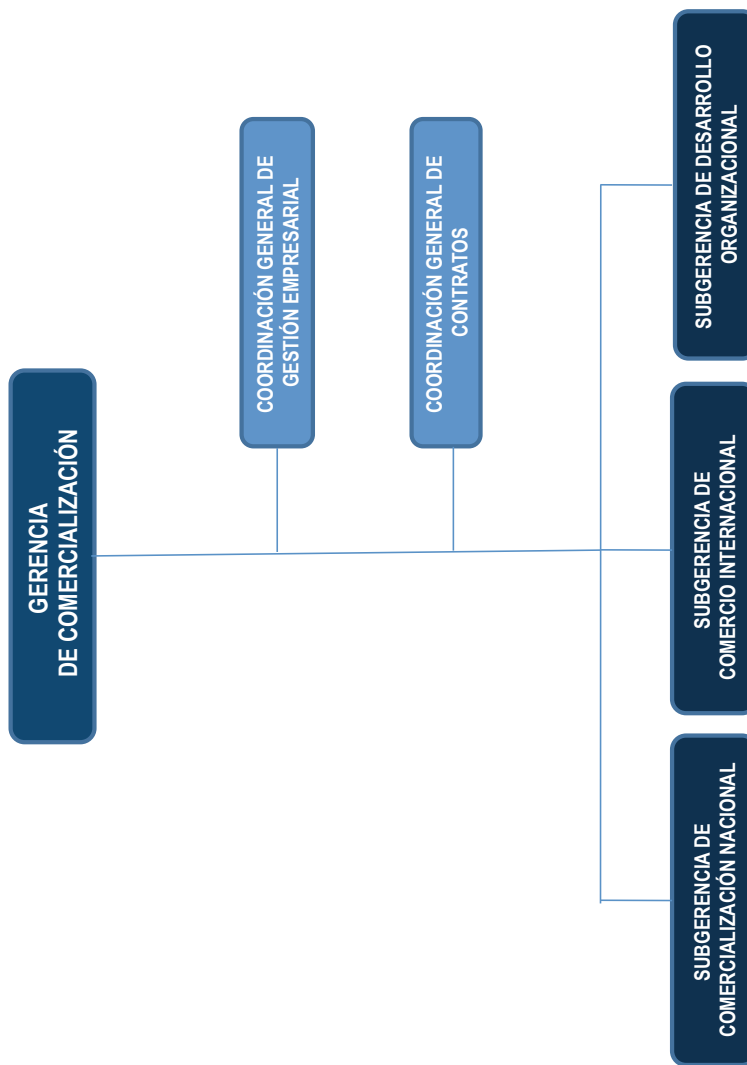 GERENCIA
DE COMERCIALIZACIÓN
COORDINACIÓN GENERAL DE
GESTIÓN EMPRESARIAL
COORDINACIÓN GENERAL DE
CONTRATOS
SUBGERENCIA DE
COMERCIALIZACIÓN NACIONAL
SUBGERENCIA DE
COMERCIO INTERNACIONAL
SUBGERENCIA DE DESARROLLO
ORGANIZACIONAL